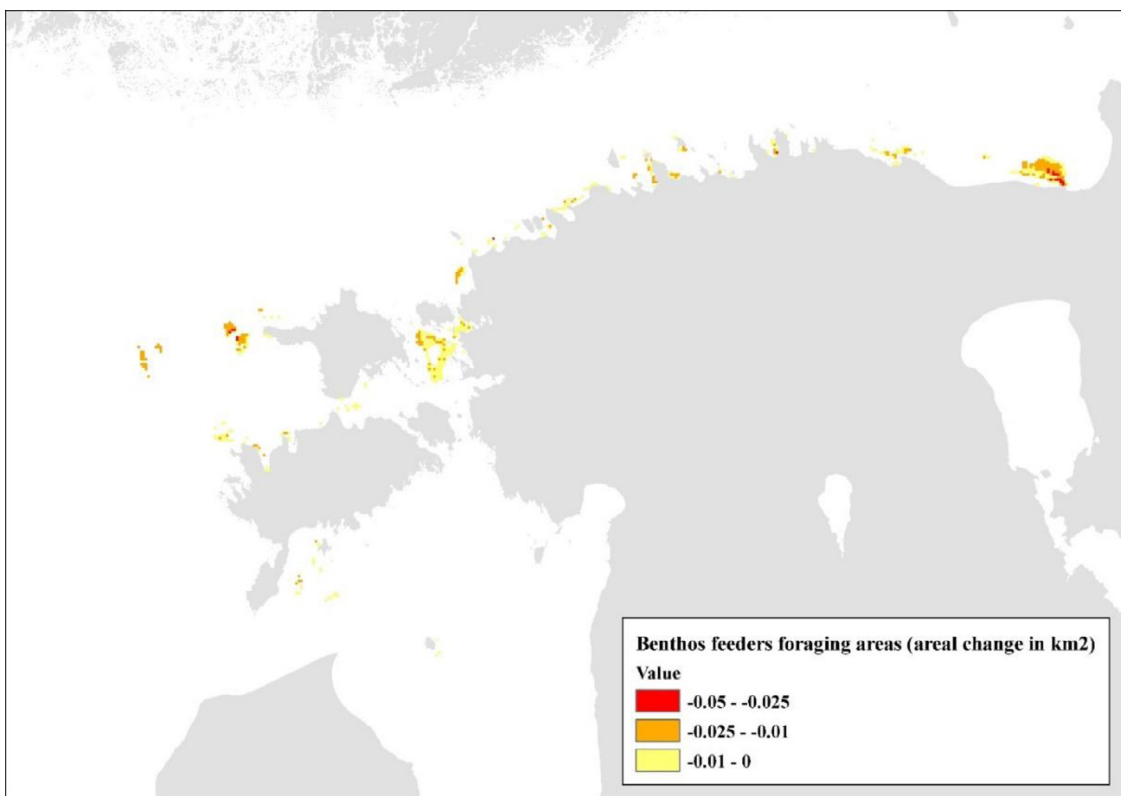 Benthos feeders foraging areas (areal change in km2)
Value
-0.05 - -0.025
-0.025 - -0.01
-0.01 - 0